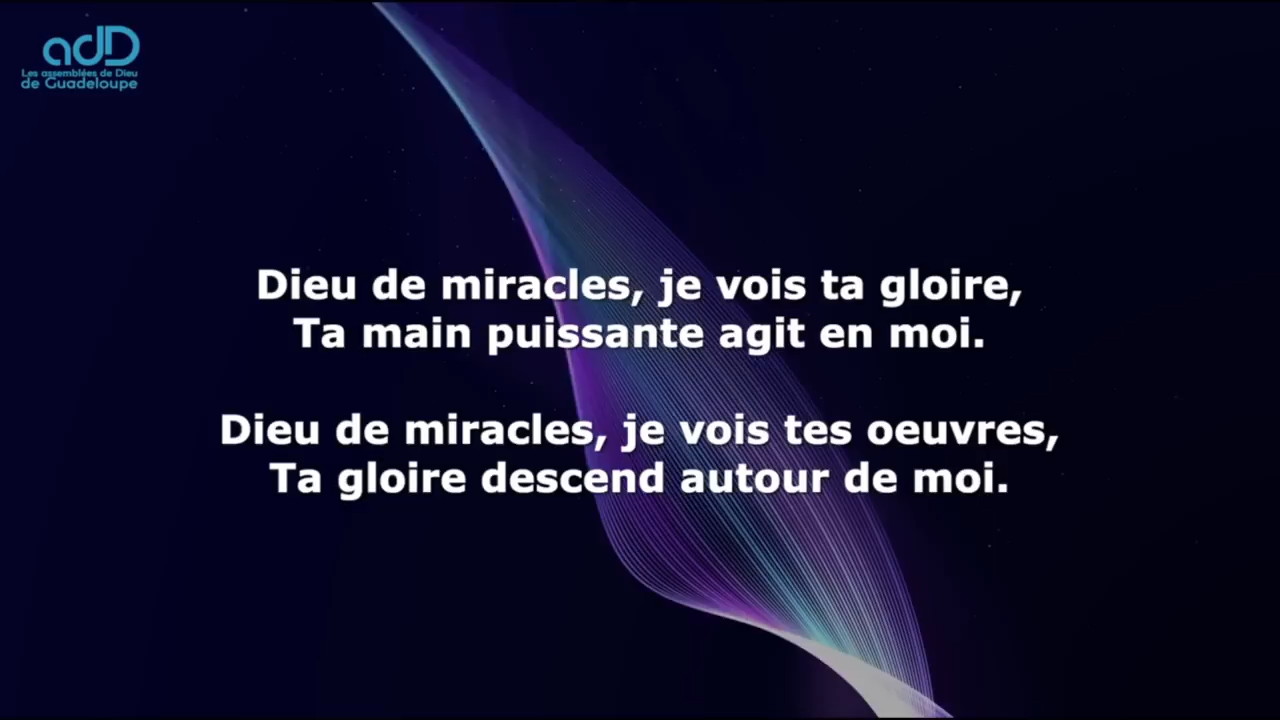 adD
Les assemblées de Dieu
de Guadeloupe
Dieu de miracles, je vois ta gloire,
Ta main puissante agit en moi.
Dieu de miracles, je vois tes oeuvres,
Ta gloire descend autour de moi.